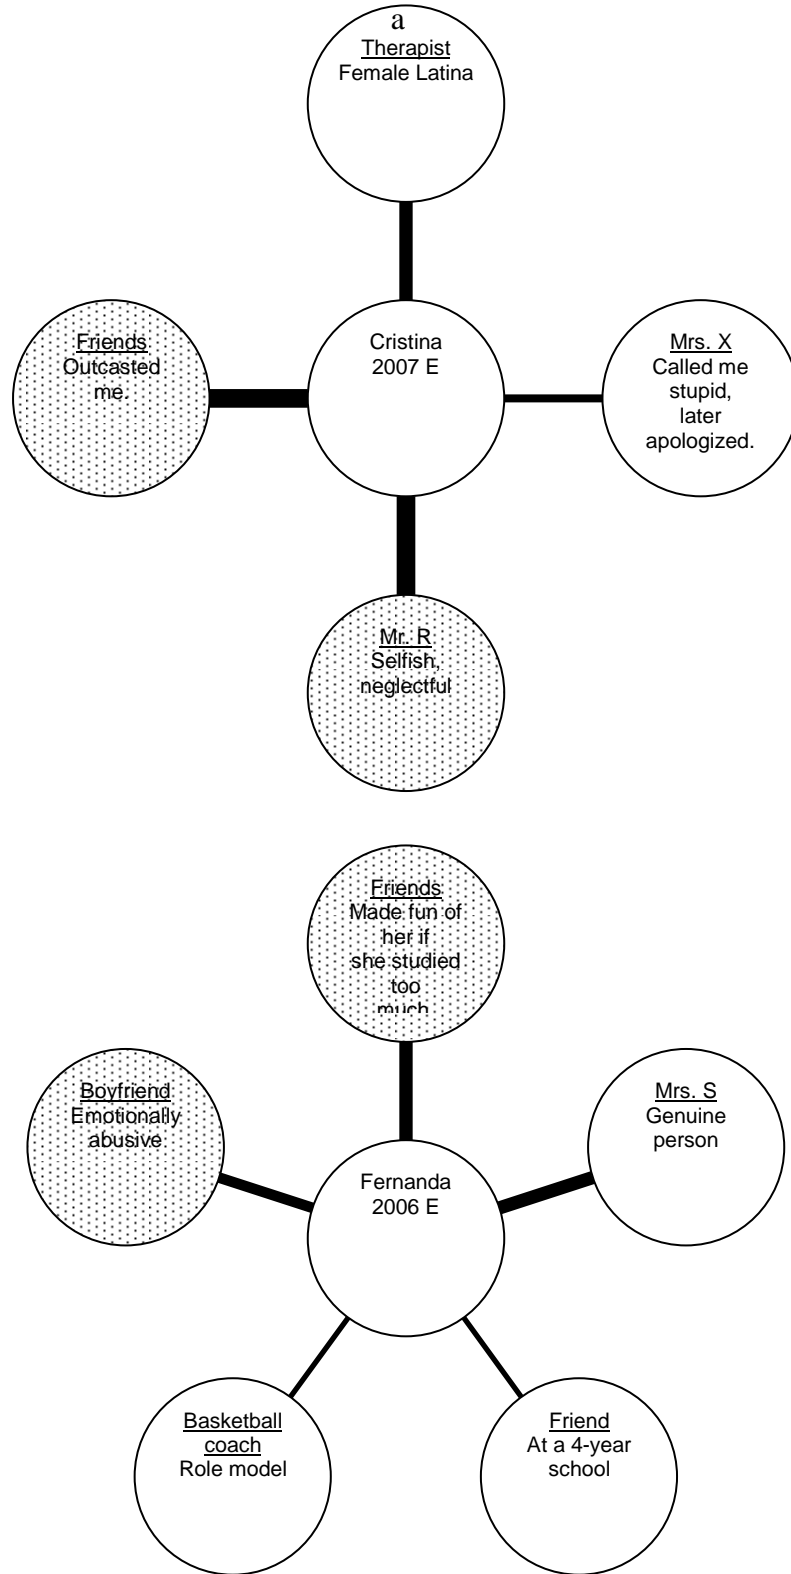 a
Therapist
Female Latina
Friends
Outcasted
me.
Cristina
2007 E
Mrs. X
Called me
stupid,
later
apologized.
Mr. R
Selfish,
neglectful
Friends
Made fun of
her if
she studied
too
much
Boyfriend
Emotionally
abusive
Mrs. S
Genuine
person
Fernanda
2006 E
Basketball
coach
Role model
Friend
At a 4-year
school